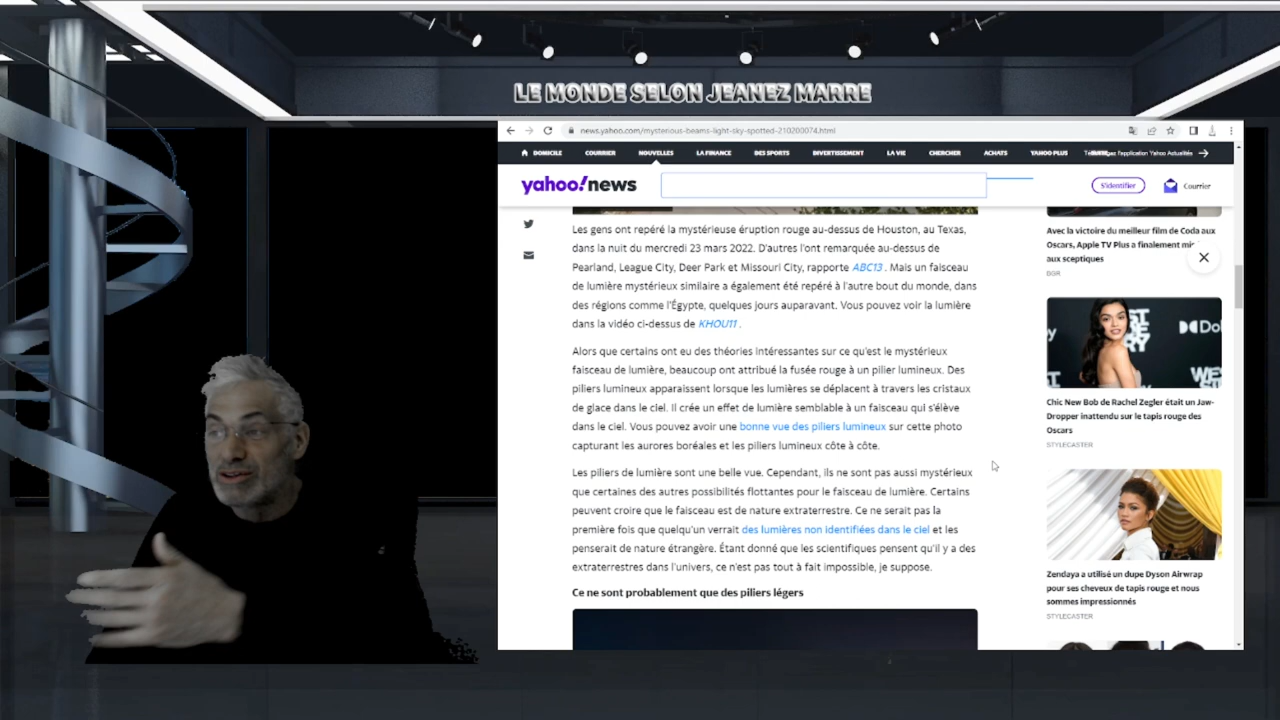 LE MONDE SELON JEANEZ MARRE
news.yahoo.com/mysterious-beams-light-sky-spotted-210200074.html
DOMICILE COURRIER NOUVELLES LA FINANCE DES SPORTS DIVERTISSEMENT LA VIE CHERCHER ACHATS YAHOO PLUS l'application Yahoo Actualités
yahoo!news
S'identifier
Courrier
Les gens ont repéré la mystérieuse éruption rouge au-dessus de Houston, au Texas,
dans la nuit du mercredi 23 mars 2022. D'autres l'ont remarquée au-dessus de
Pearland, League City, Deer Park et Missouri City, rapporte ABC13 . Mais un faisceau
de lumière mystérieux similaire a également été repéré à l'autre bout du monde, dans
des régions comme l'Égypte, quelques jours auparavant. Vous pouvez voir la lumière
dans la vidéo ci-dessus de KHOU11 .
Alors que certains ont eu des théories intéressantes sur ce qu'est le mystérieux
faisceau de lumière, beaucoup ont attribué la fusée rouge à un pilier lumineux. Des
piliers lumineux apparaissent lorsque les lumières se déplacent à travers les cristaux
de glace dans le ciel. Il crée un effet de lumière semblable à un faisceau qui s'élève
dans le ciel. Vous pouvez avoir une bonne vue des piliers lumineux sur cette photo
capturant les aurores boréales et les piliers lumineux côte à côte.
Les piliers de lumière sont une belle vue. Cependant, ils ne sont pas aussi mystérieux
que certaines des autres possibilités flottantes pour le faisceau de lumière. Certains
peuvent croire que le faisceau est de nature extraterrestre. Ce ne serait pas la
première fois que quelqu'un verrait des lumières non identifiées dans le ciel et les
penserait de nature étrangère. Étant donné que les scientifiques pensent qu'il y a des
extraterrestres dans l'univers, ce n'est pas tout à fait impossible, je suppose.
Ce ne sont probablement que des piliers légers
Avec la victoire du meilleur film de Coda aux
Oscars, Apple TV Plus a finalement
aux sceptiques
BGR
Chic New Bob de Rachel Zegler était un Jaw-
Dropper inattendu sur le tapis rouge des
Oscars
STYLECASTER
Zendaya a utilisé un dupe Dyson Airwrap
pour ses cheveux de tapis rouge et nous
sommes impressionnés
STYLECASTER